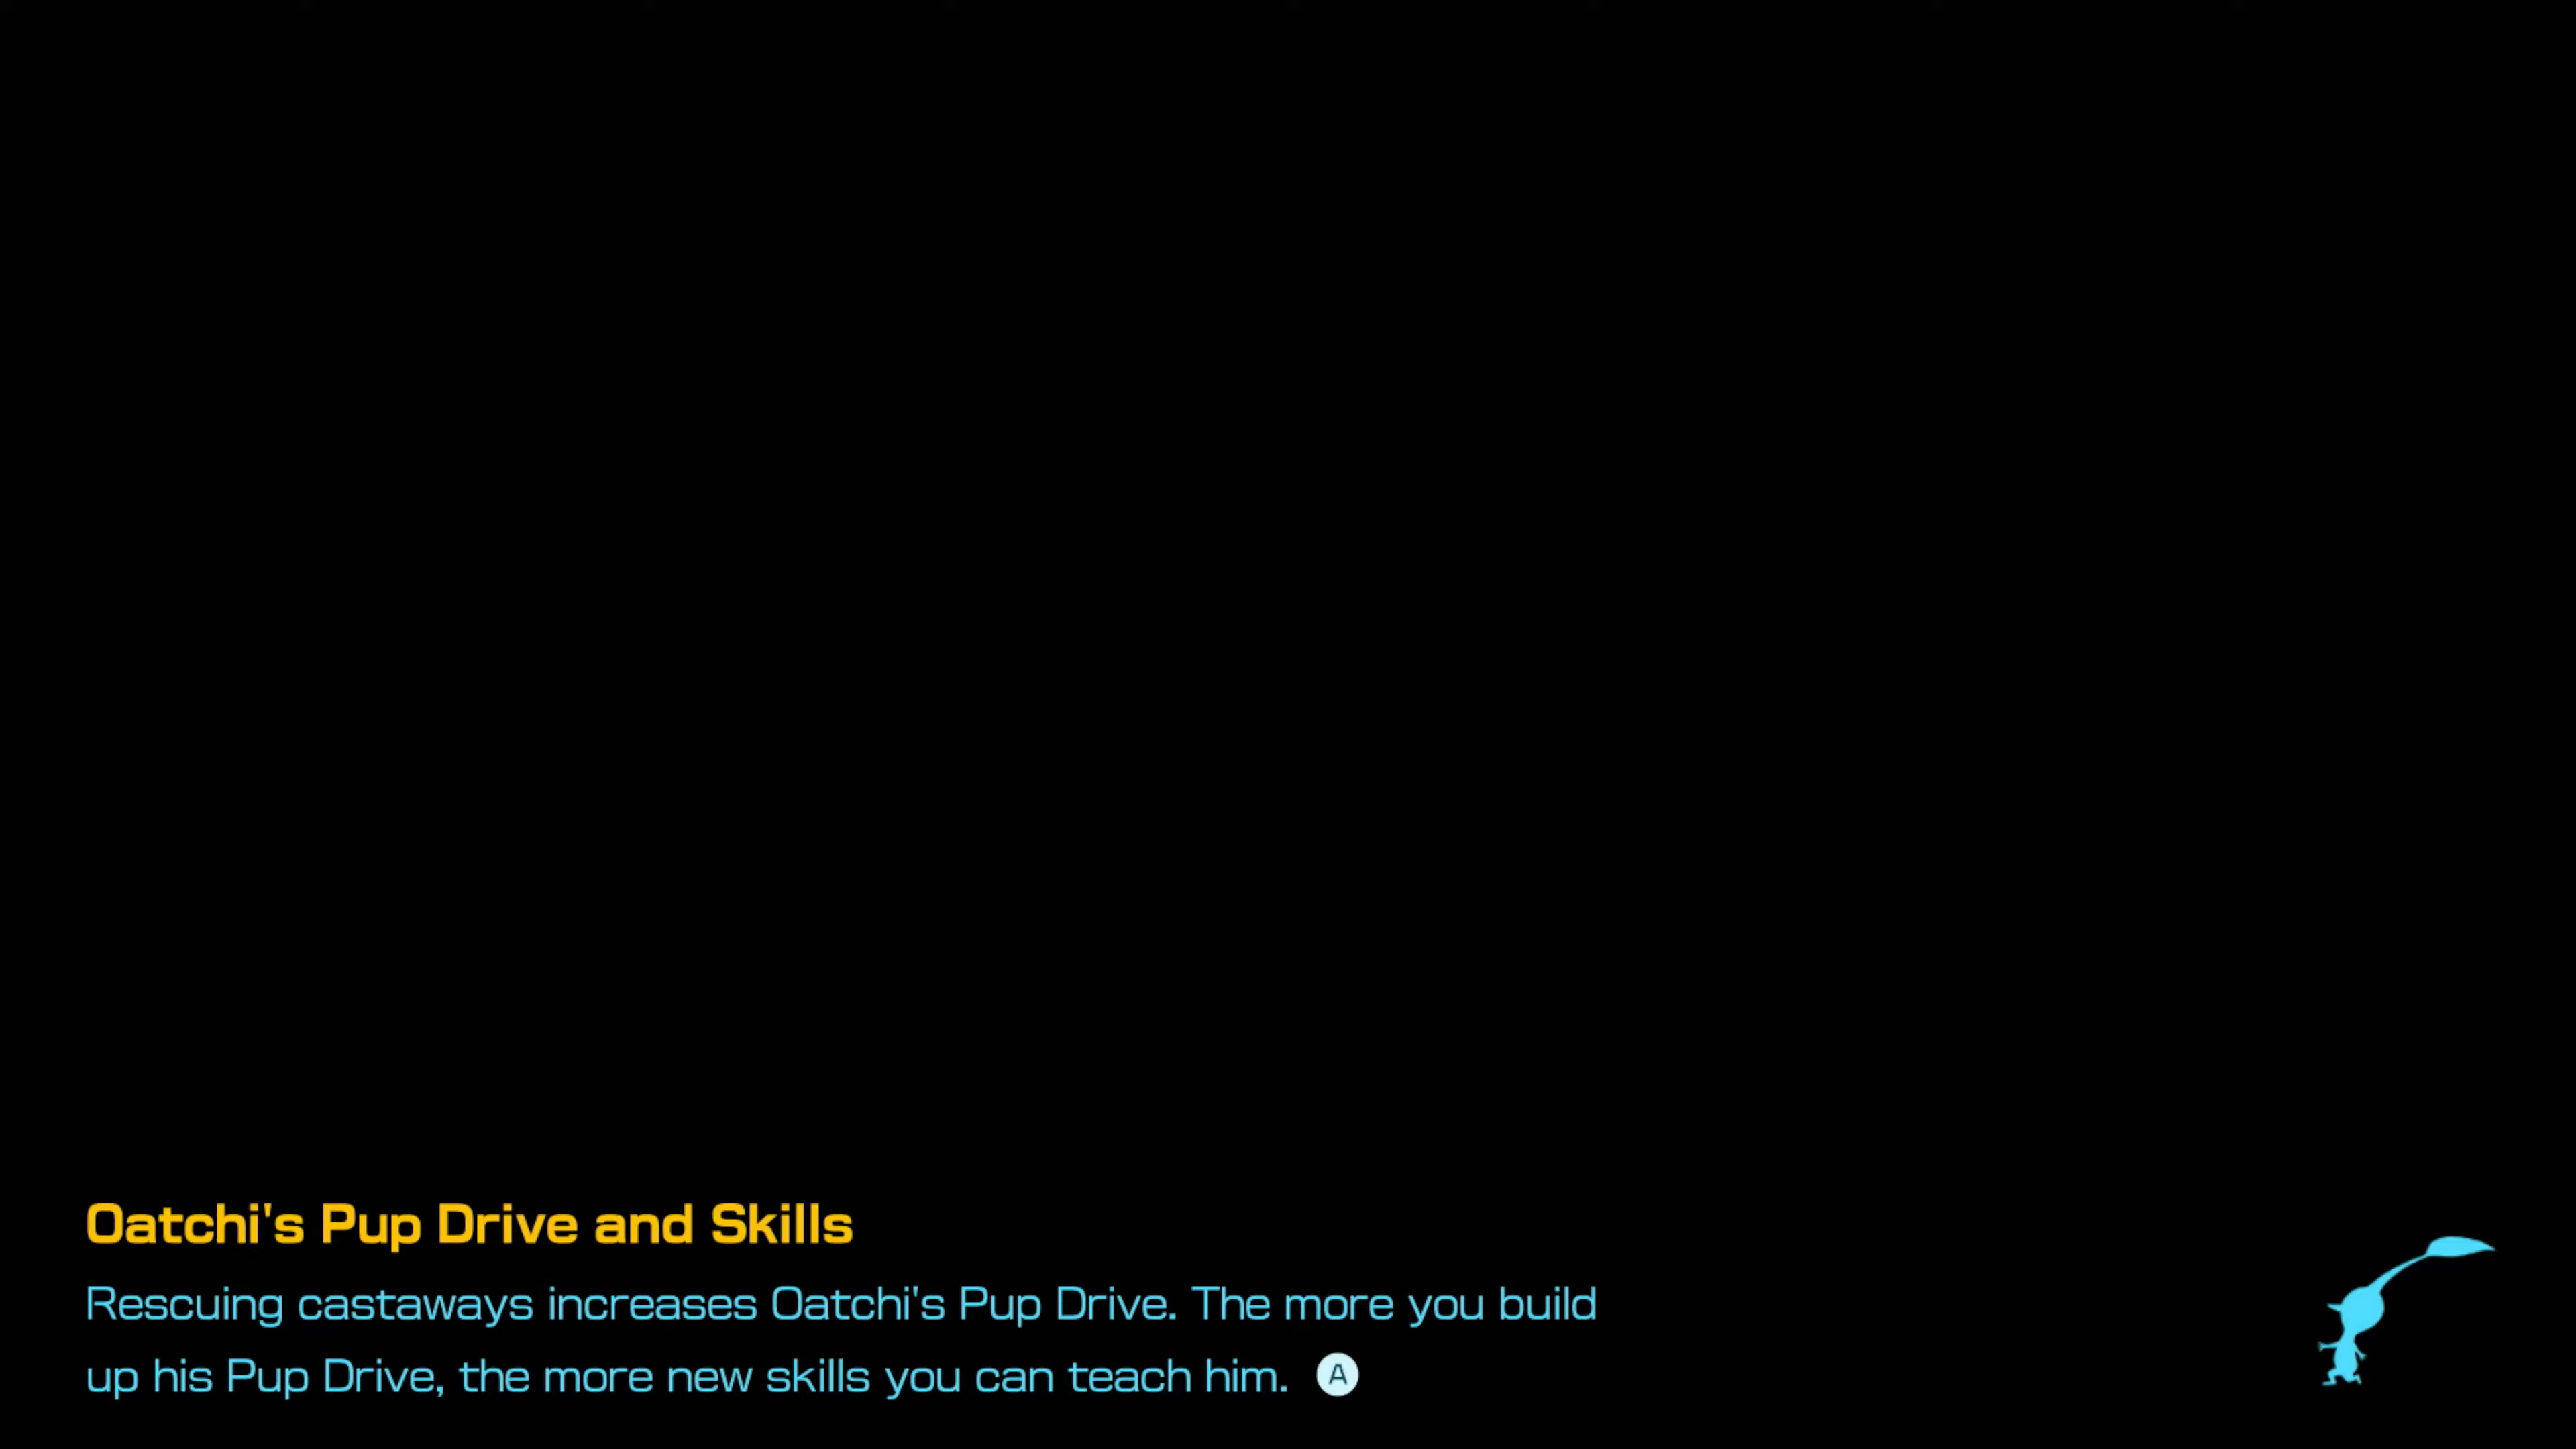 Oatchi's Pup Drive and Skills
Rescuing castaways increases Oatchi's Pup Drive. The more you build
up his Pup Drive, the more new skills you can teach him. A